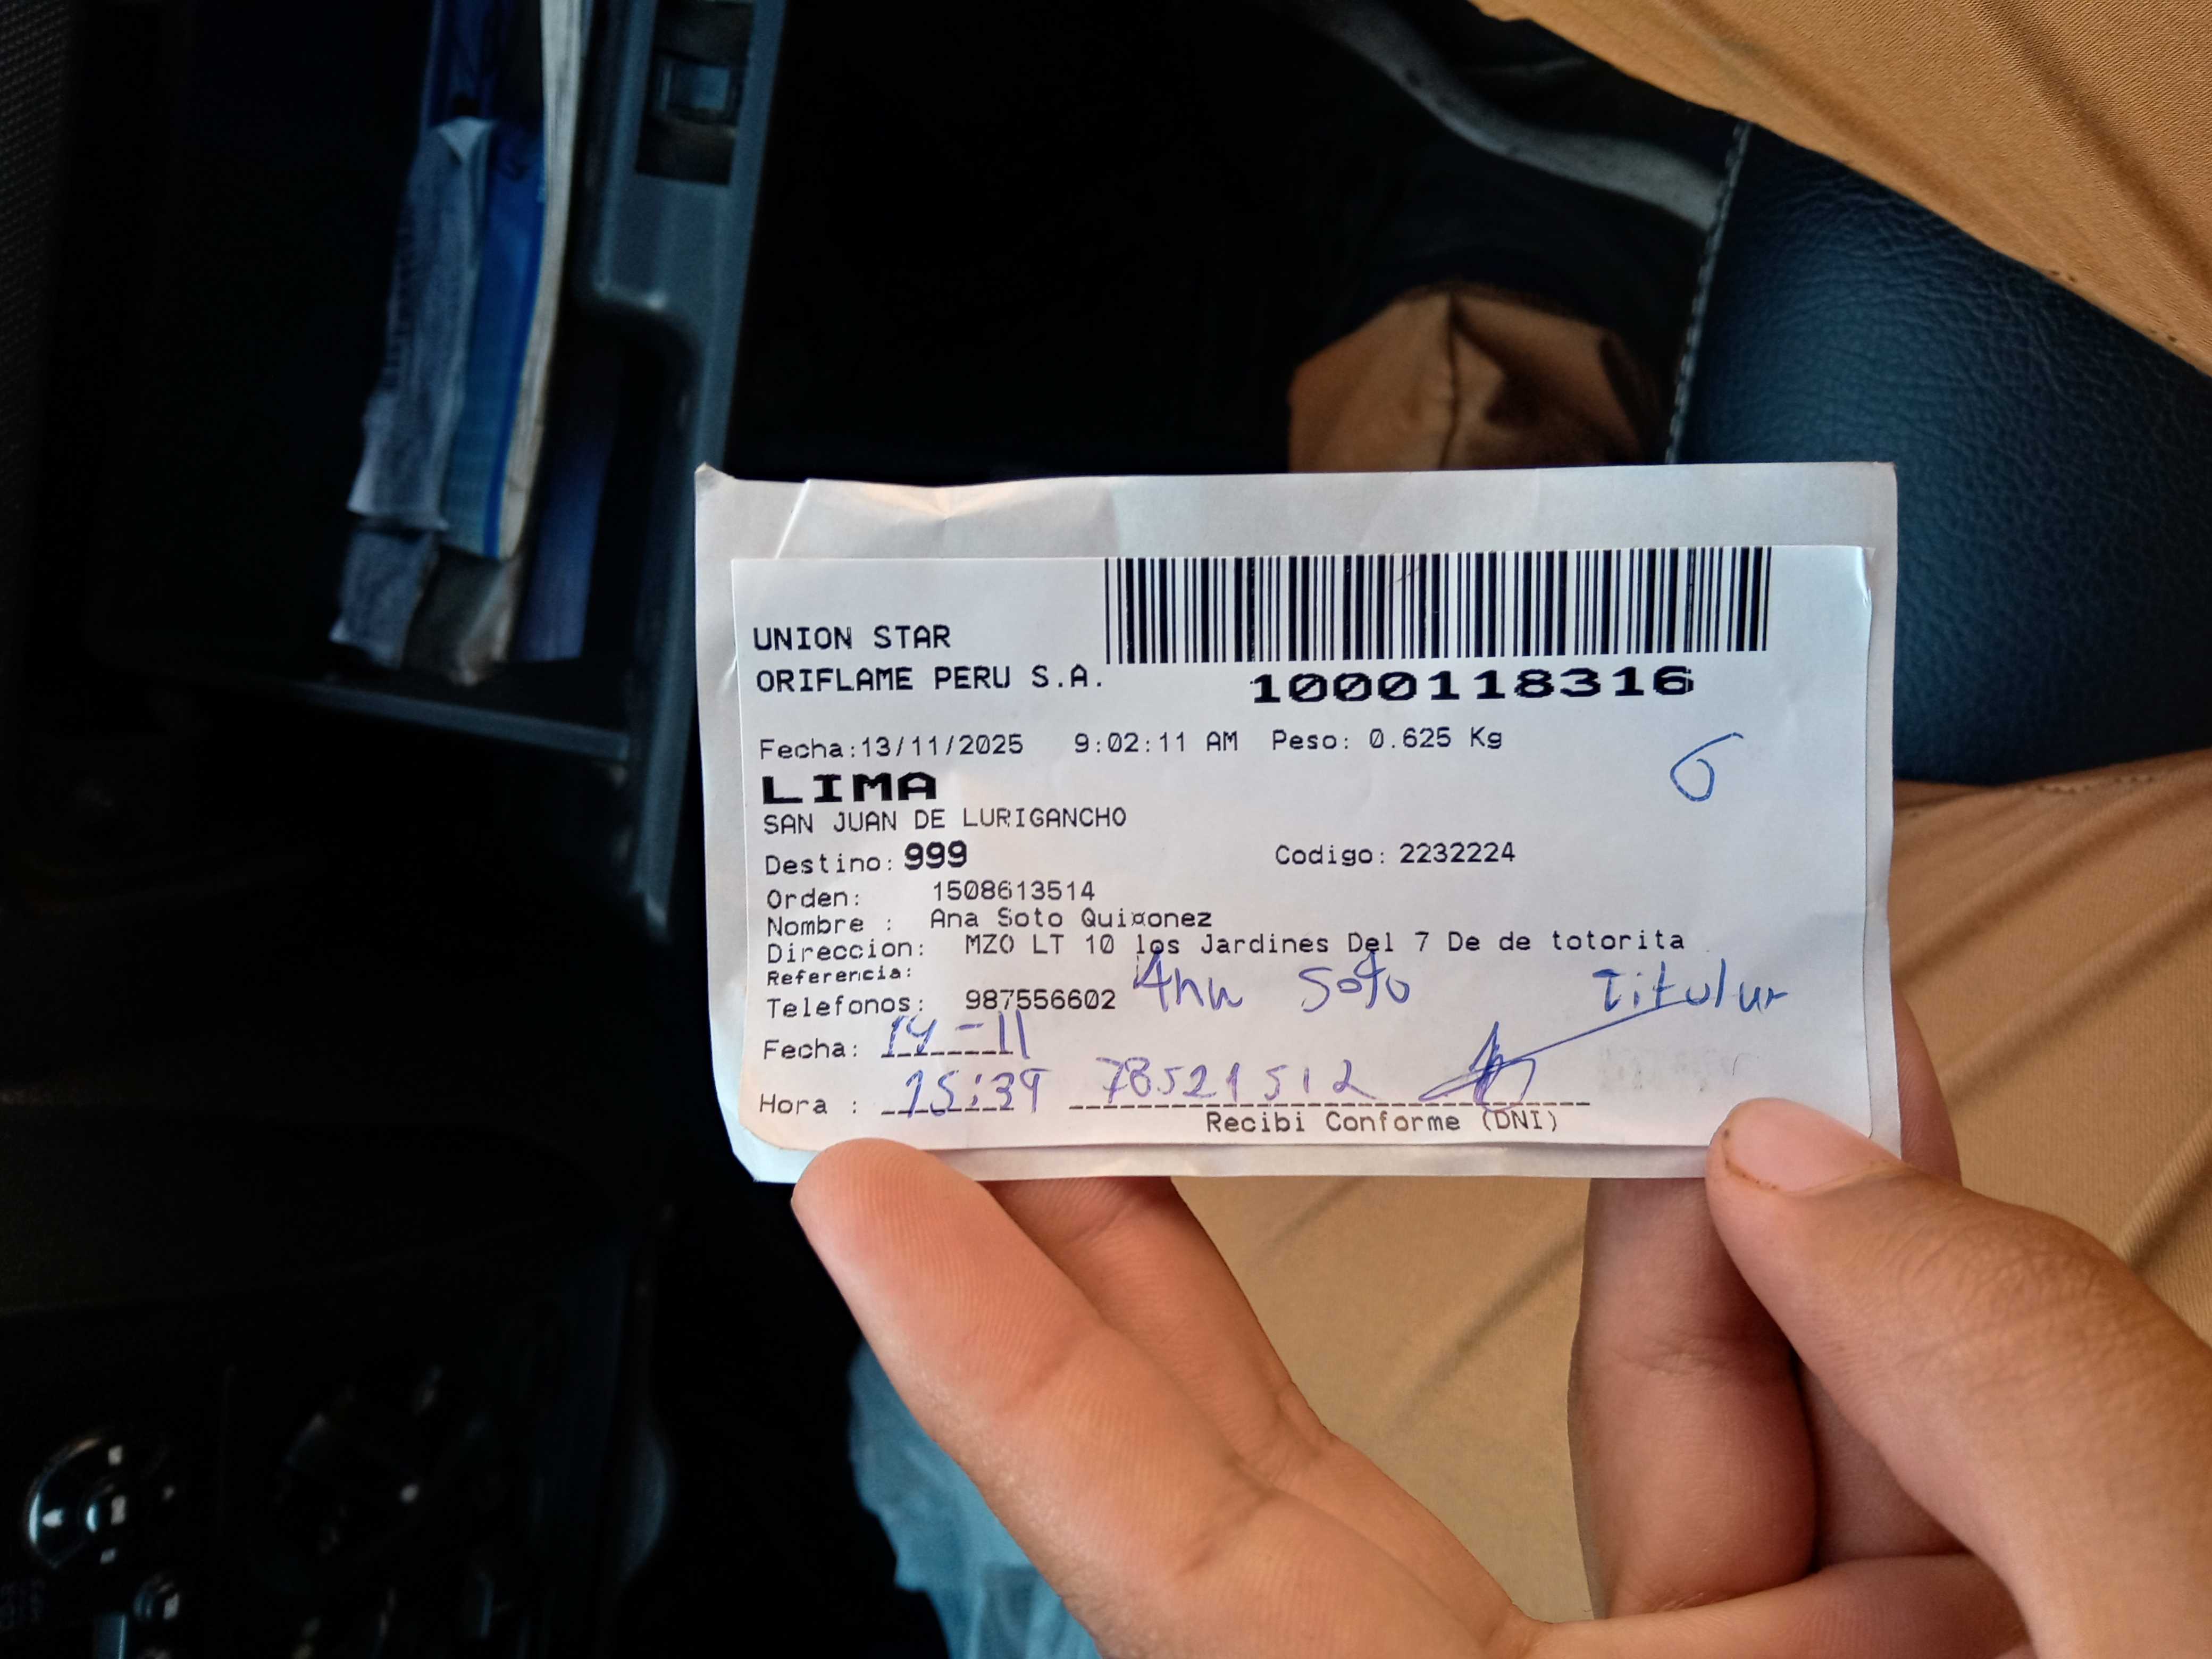 UNION STAR
ORIFLAME PERU S.A.
1000118316
Fecha:13/11/2025 9:02:11 AM Peso: 0.625 Kg
6
LIMA
SAN JUAN DE LURIGANCHO
Destino: 999 Codigo: 2232224
Orden: 1508613514
Nombre : Ana Soto Qui¤onez
Direccion: MZO LT 10 los Jardines Del 7 De de totorita
Referencia:
Ana Soto Titular
Telefonos: 987556602
Fecha: 14-11
Hora : 15:39 78521512
Recibi Conforme (DNI)